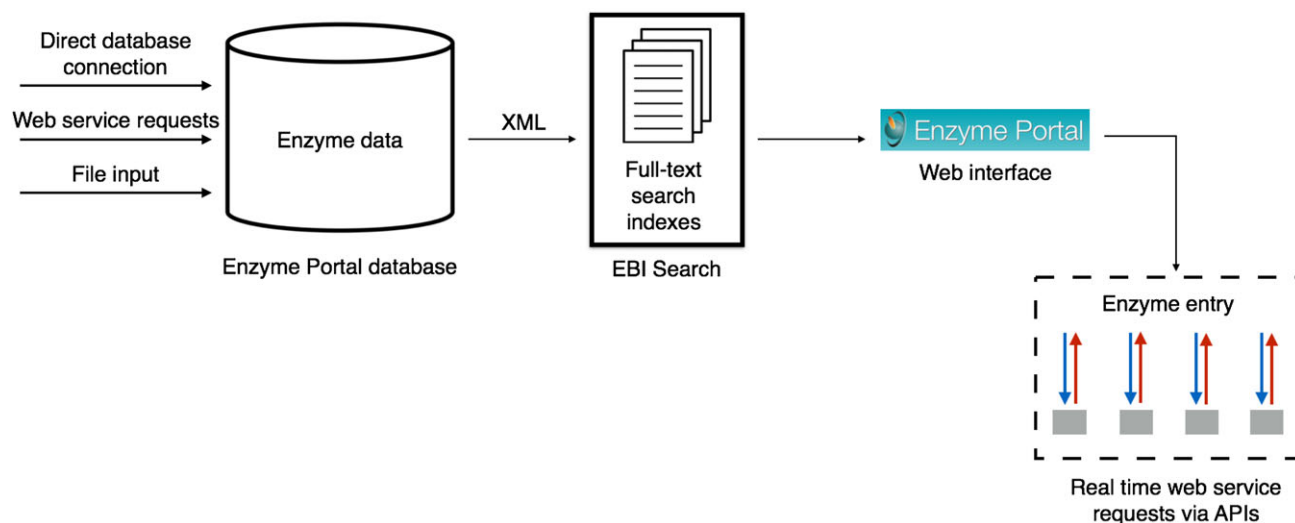 Direct database
connection
Web service requests
File input
Enzyme data
Enzyme Portal database
XML
Full-text
search
indexes
EBI Search
Enzyme Portal
Web interface
Enzyme entry
Real time web service
requests via APIs